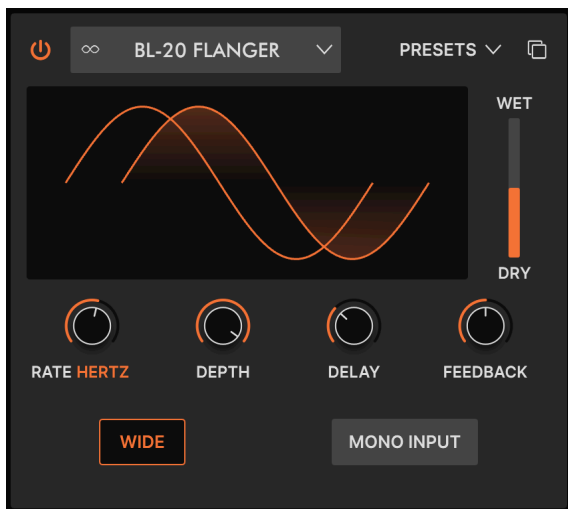 ∞ BL-20 FLANGER PRESETS
WET
DRY
RATE HERTZ DEPTH DELAY FEEDBACK
WIDE MONO INPUT